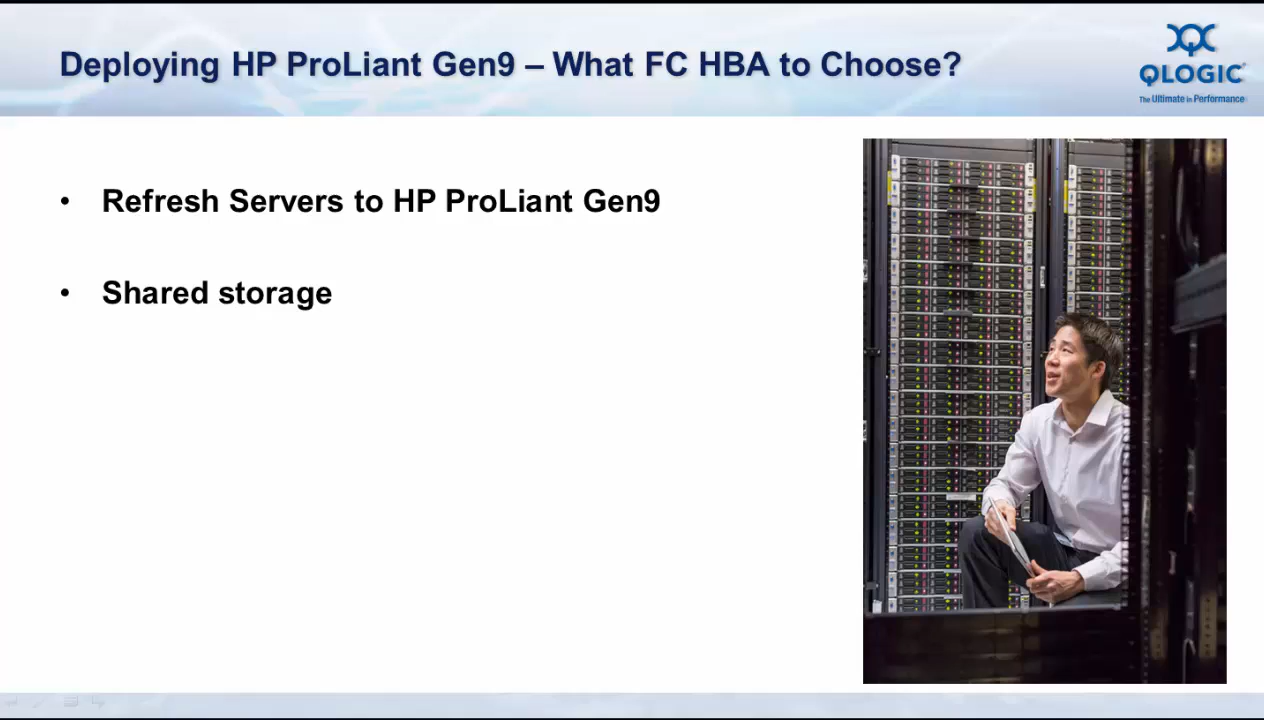 Deploying HP ProLiant Gen9 – What FC HBA to Choose?
QLOGIC
The Ultimate in Performance
• Refresh Servers to HP ProLiant Gen9
• Shared storage